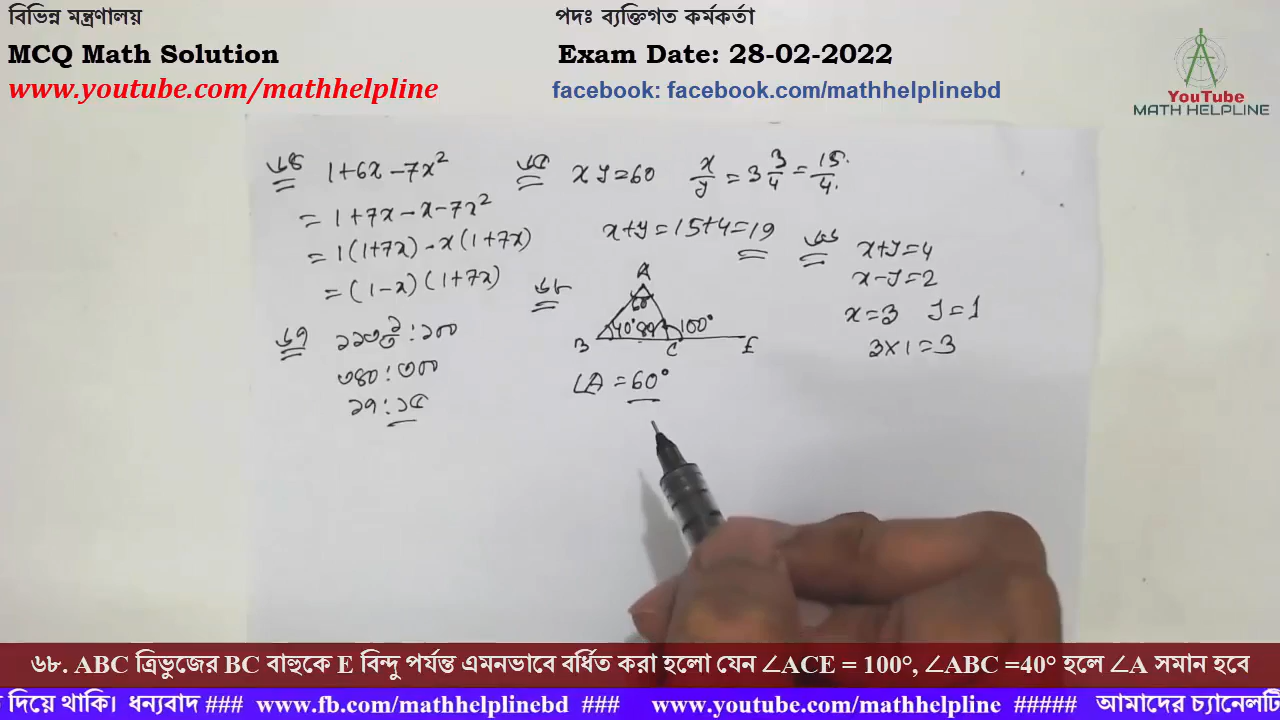 বিভিন্ন মন্ত্রণালয়
পদঃ ব্যক্তিগত কর্মকর্তা
MCQ Math Solution
Exam Date: 28-02-2022
www.youtube.com/mathhelpline
facebook: facebook.com/mathhelplinebd
YouTube
MATH HELPLINE
৬৪ 1+6x-7x²
= 1+7x-x-7x²
= 1(1+7x)-x(1+7x)
= (1-x)(1+7x)
৬৫ xy=60 x/y = 3 3/4 = 15/4
x+y=15+4=19
৬৬ x+y=4
x-y=2
x=3 y=1
3×1=3
৬৭ ১১৩ ১/৩ : ১০০
৩৪০ : ৩০০
১৭ : ১৫
৬৮
A
60°
40° 80° 100°
B C E
∠A = 60°
৬৮. ABC ত্রিভুজের BC বাহুকে E বিন্দু পর্যন্ত এমনভাবে বর্ধিত করা হলো যেন ∠ACE = 100°, ∠ABC =40° হলে ∠A সমান হবে
দিয়ে থাকি। ধন্যবাদ ### www.fb.com/mathhelplinebd ### www.youtube.com/mathhelpline ##### আমাদের চ্যানেলটি